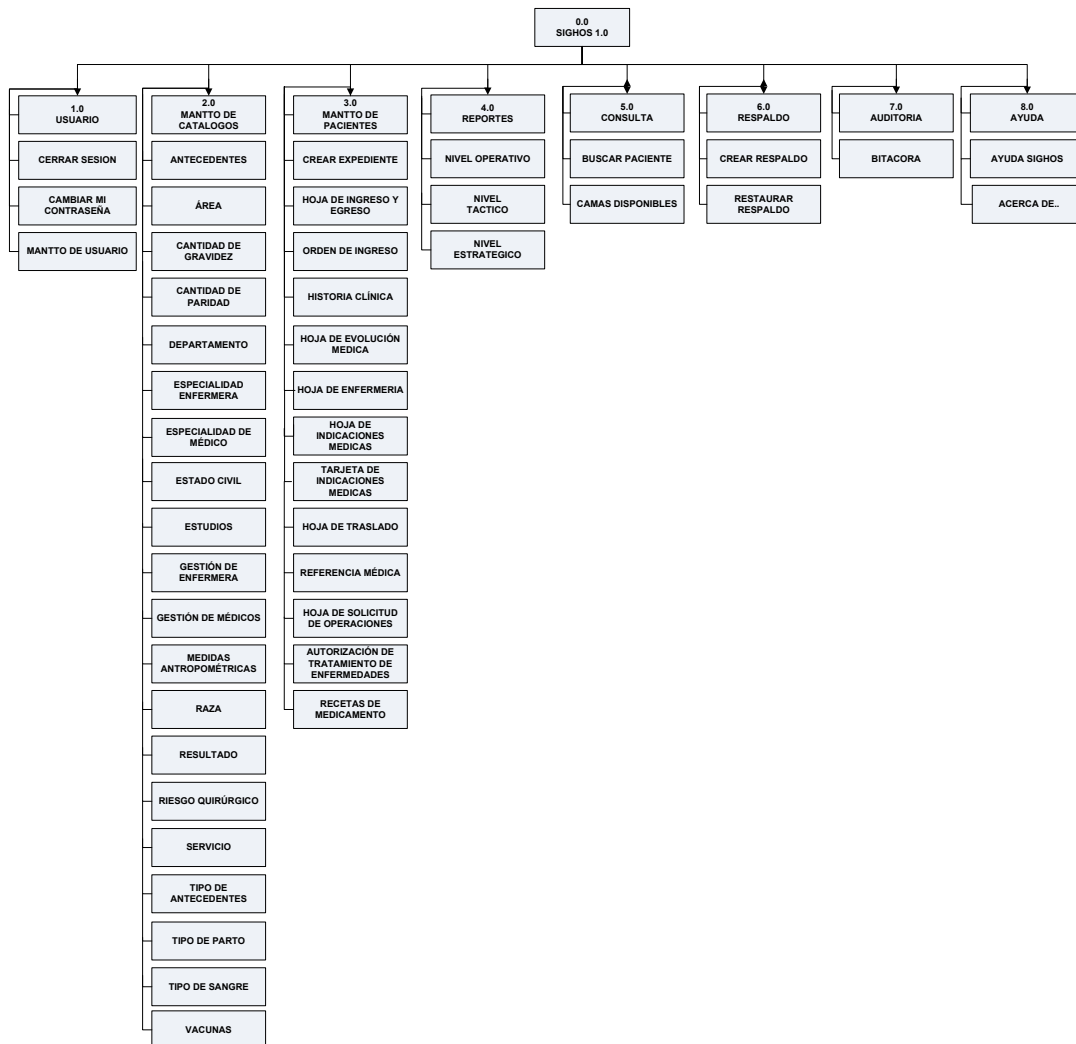 0.0
SIGHOS 1.0
1.0
USUARIO
CERRAR SESION
CAMBIAR MI
CONTRASEÑA
MANTTO DE USUARIO
2.0
MANTTO DE
CATALOGOS
ANTECEDENTES
ÁREA
CANTIDAD DE
GRAVIDEZ
CANTIDAD DE
PARIDAD
DEPARTAMENTO
ESPECIALIDAD
ENFERMERA
ESPECIALIDAD DE
MÉDICO
ESTADO CIVIL
ESTUDIOS
GESTIÓN DE
ENFERMERA
GESTIÓN DE MÉDICOS
MEDIDAS
ANTROPOMÉTRICAS
RAZA
RESULTADO
RIESGO QUIRÚRGICO
SERVICIO
TIPO DE
ANTECEDENTES
TIPO DE PARTO
TIPO DE SANGRE
VACUNAS
3.0
MANTTO DE
PACIENTES
CREAR EXPEDIENTE
HOJA DE INGRESO Y
EGRESO
ORDEN DE INGRESO
HISTORIA CLÍNICA
HOJA DE EVOLUCIÓN
MEDICA
HOJA DE ENFERMERIA
HOJA DE
INDICACIONES
MEDICAS
TARJETA DE
INDICACIONES
MEDICAS
HOJA DE TRASLADO
REFERENCIA MÉDICA
HOJA DE SOLICITUD
DE OPERACIONES
AUTORIZACIÓN DE
TRATAMIENTO DE
ENFERMEDADES
RECETAS DE
MEDICAMENTO
4.0
REPORTES
NIVEL OPERATIVO
NIVEL
TACTICO
NIVEL
ESTRATEGICO
5.0
CONSULTA
BUSCAR PACIENTE
CAMAS DISPONIBLES
6.0
RESPALDO
CREAR RESPALDO
RESTAURAR
RESPALDO
7.0
AUDITORIA
BITACORA
8.0
AYUDA
AYUDA SIGHOS
ACERCA DE..